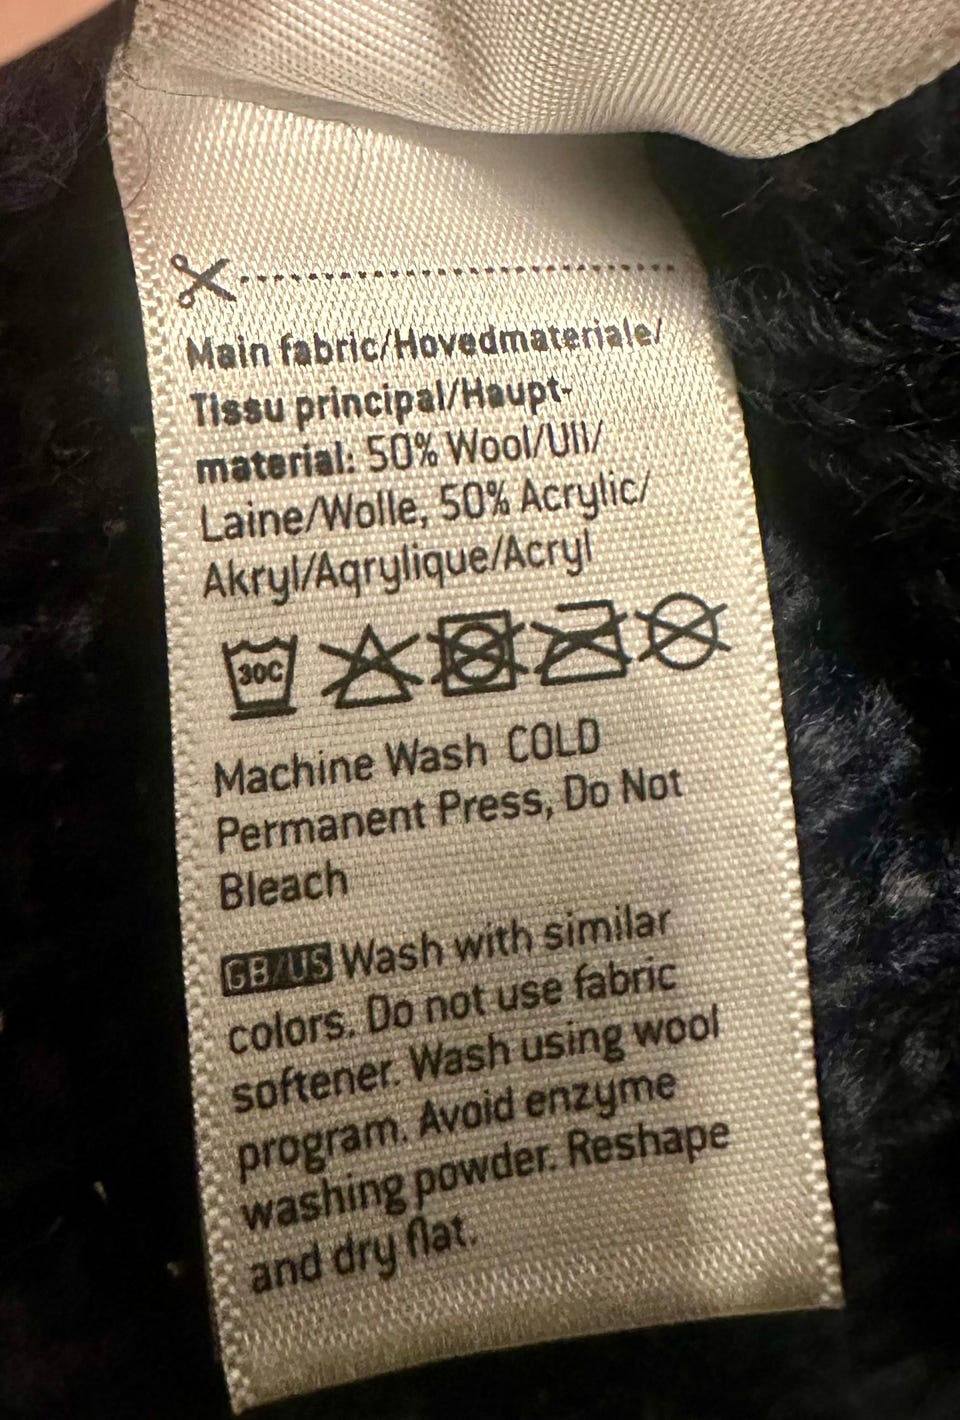 Main fabric/Hovedmateriale/
Tissu principal/Haupt-
material: 50% Wool/Ull/
Laine/Wolle, 50% Acrylic/
Akryl/Aqrylique/Acryl
30C
Machine Wash COLD
Permanent Press, Do Not
Bleach
GB/US Wash with similar
colors. Do not use fabric
softener. Wash using wool
program. Avoid enzyme
washing powder. Reshape
and dry flat.